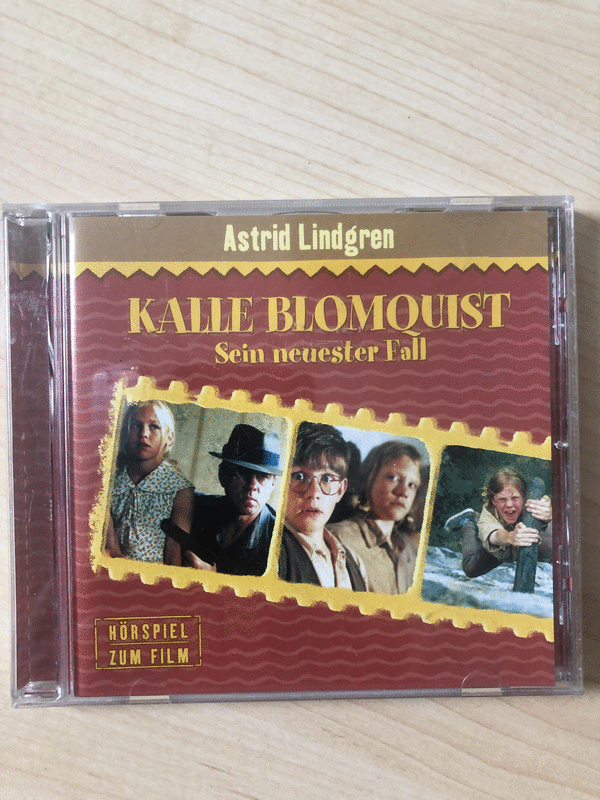 Astrid Lindgren
KALLE BLOMQUIST
Sein neuester Fall
HÖRSPIEL
ZUM FILM